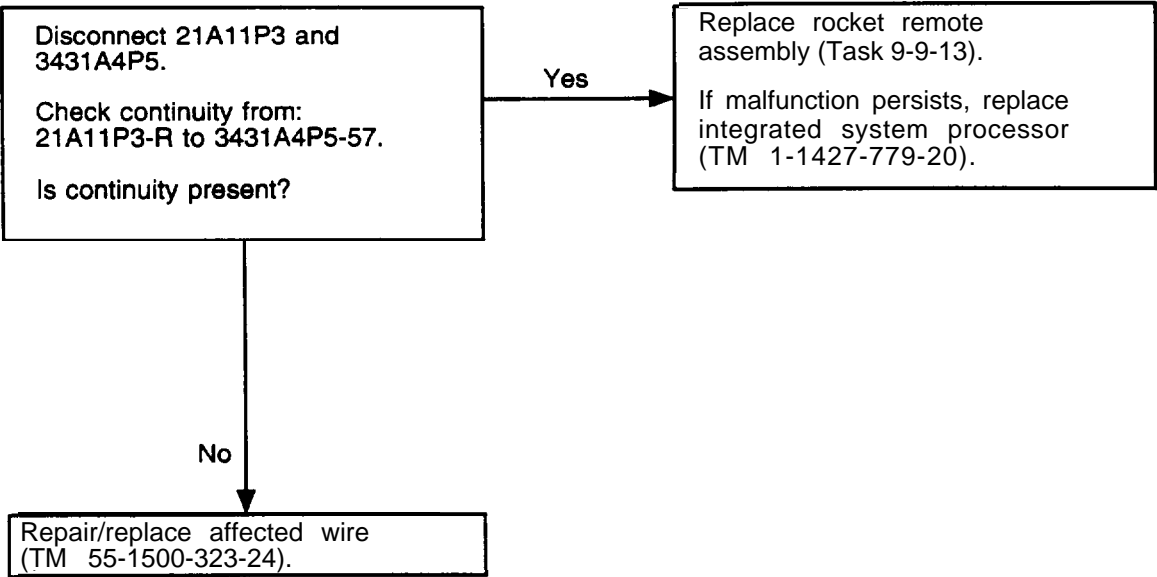 Disconnect 21A11P3 and
3431A4P5.
Check continuity from:
21A11P3-R to 3431A4P5-57.
Is continuity present?
Yes
Replace rocket remote
assembly (Task 9-9-13).
If malfunction persists, replace
integrated system processor
(TM 1-1427-779-20).
No
Repair/replace affected wire
(TM 55-1500-323-24).